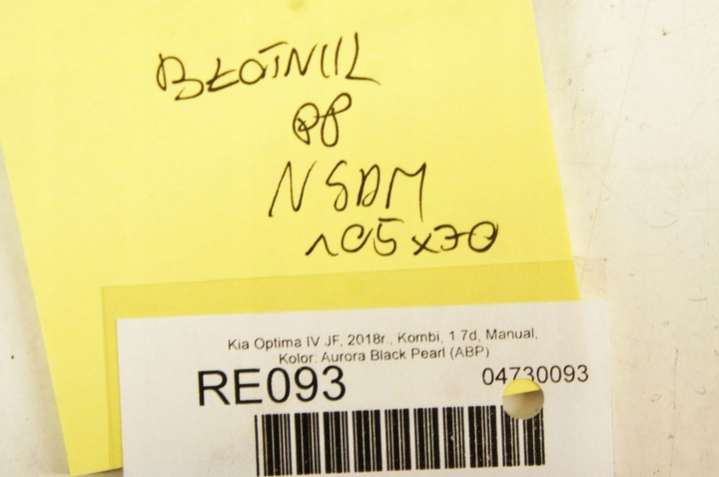 BŁOTNIK
PP
NSDM
105x70
Kia Optima IV JF, 2018r., Kombi, 1.7d, Manual,
Kolor: Aurora Black Pearl (ABP)
RE093
04730093